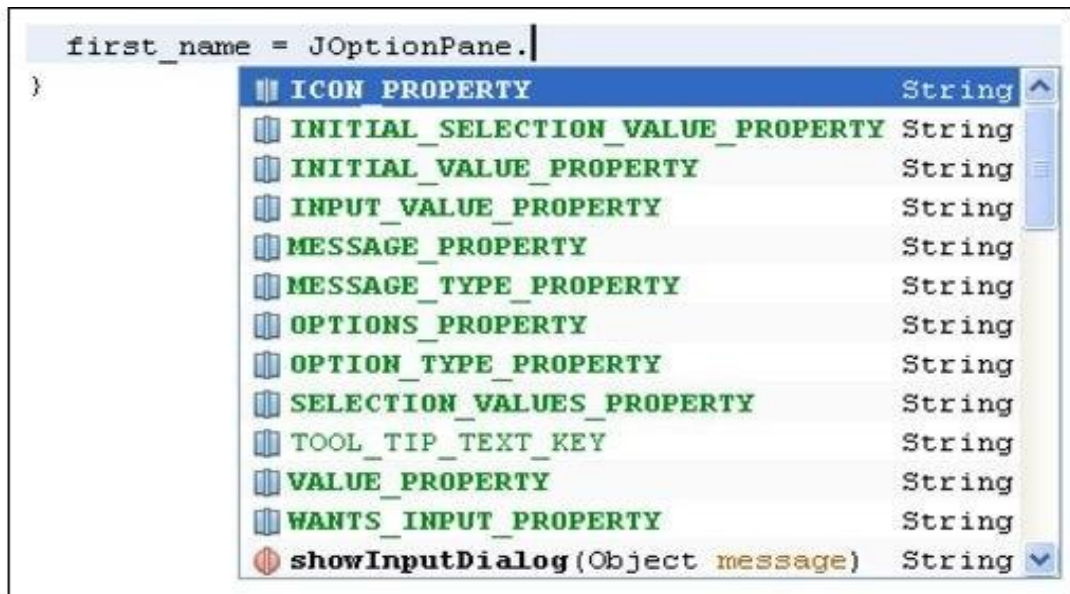 first_name = JOptionPane.
}
ICON_PROPERTY String
INITIAL_SELECTION_VALUE_PROPERTY String
INITIAL_VALUE_PROPERTY String
INPUT_VALUE_PROPERTY String
MESSAGE_PROPERTY String
MESSAGE_TYPE_PROPERTY String
OPTIONS_PROPERTY String
OPTION_TYPE_PROPERTY String
SELECTION_VALUES_PROPERTY String
TOOL_TIP_TEXT_KEY String
VALUE_PROPERTY String
WANTS_INPUT_PROPERTY String
showInputDialog(Object message) String